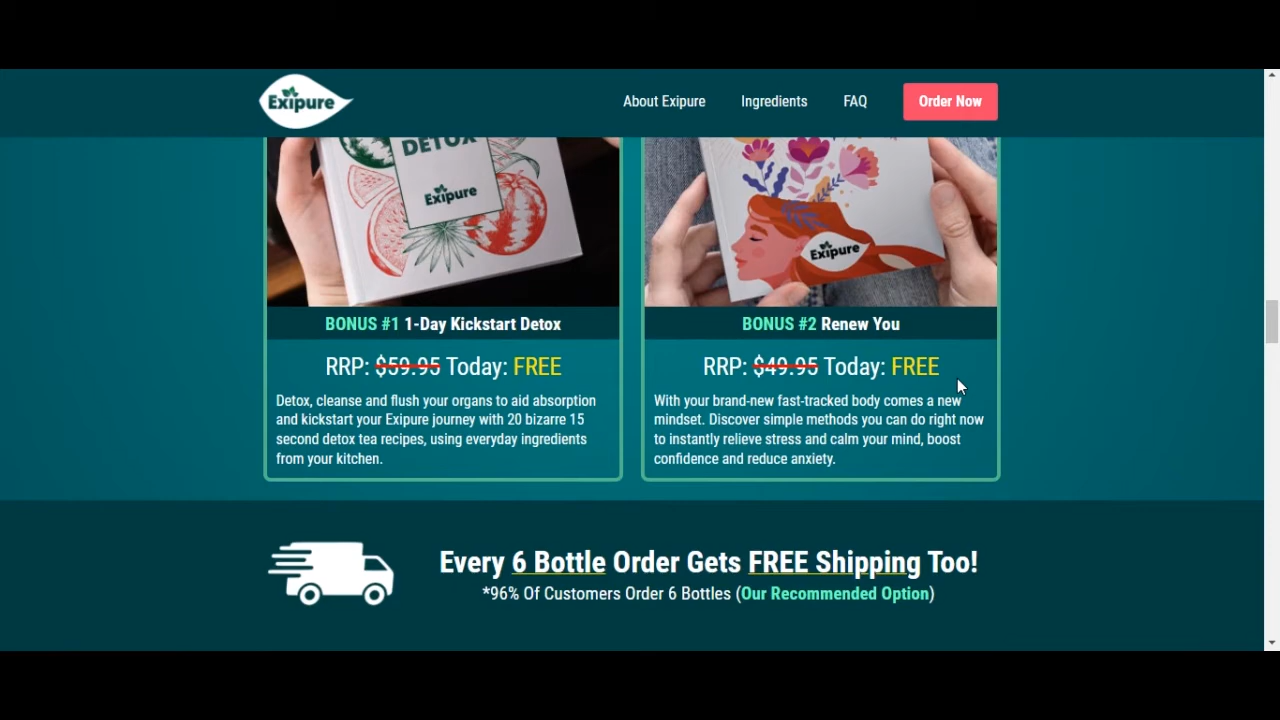 Exipure
About Exipure
Ingredients
FAQ
Order Now
DETOX
Exipure
Exipure
BONUS #1 1-Day Kickstart Detox
RRP: $59.95 Today: FREE
Detox, cleanse and flush your organs to aid absorption
and kickstart your Exipure journey with 20 bizarre 15
second detox tea recipes, using everyday ingredients
from your kitchen.
BONUS #2 Renew You
RRP: $49.95 Today: FREE
With your brand-new fast-tracked body comes a new
mindset. Discover simple methods you can do right now
to instantly relieve stress and calm your mind, boost
confidence and reduce anxiety.
Every 6 Bottle Order Gets FREE Shipping Too!
*96% Of Customers Order 6 Bottles (Our Recommended Option)